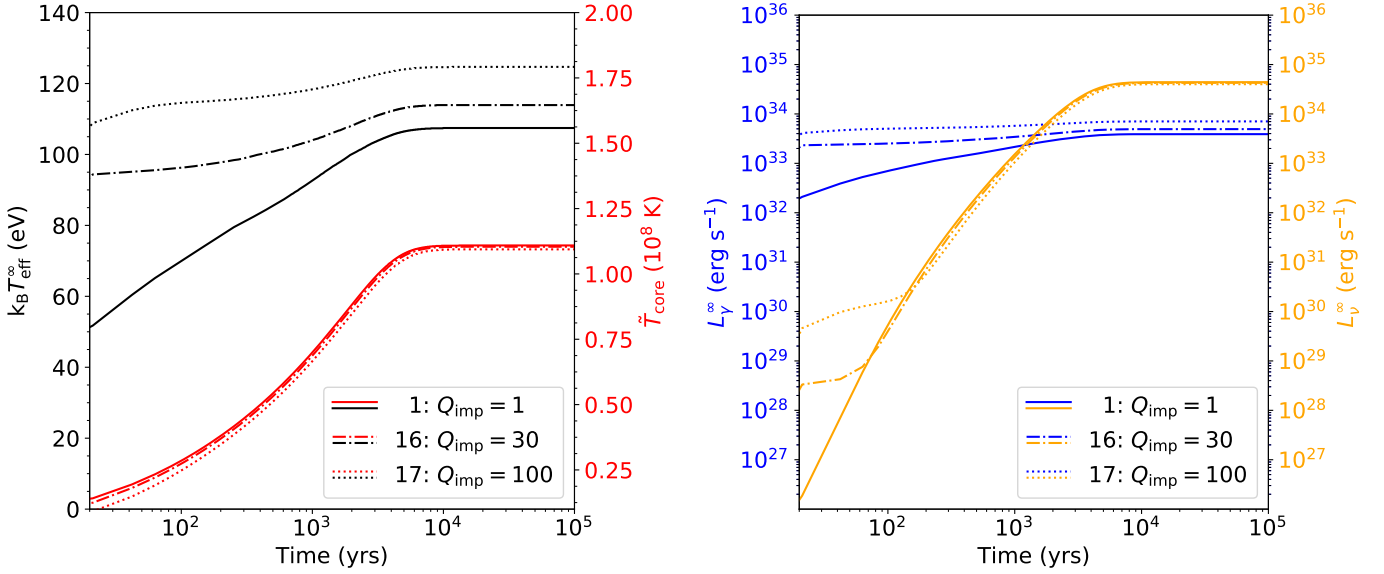 140
120
100
80
60
40
20
0
k_B T_eff^∞ (eV)
2.00
1.75
1.50
1.25
1.00
0.75
0.50
0.25
T̃_core (10^8 K)
1: Q_imp = 1
16: Q_imp = 30
17: Q_imp = 100
10^2 10^3 10^4 10^5
Time (yrs)
10^36
10^35
10^34
10^33
10^32
10^31
10^30
10^29
10^28
10^27
L_γ^∞ (erg s^−1)
10^36
10^35
10^34
10^33
10^32
10^31
10^30
10^29
10^28
10^27
L_ν^∞ (erg s^−1)
1: Q_imp = 1
16: Q_imp = 30
17: Q_imp = 100
10^2 10^3 10^4 10^5
Time (yrs)